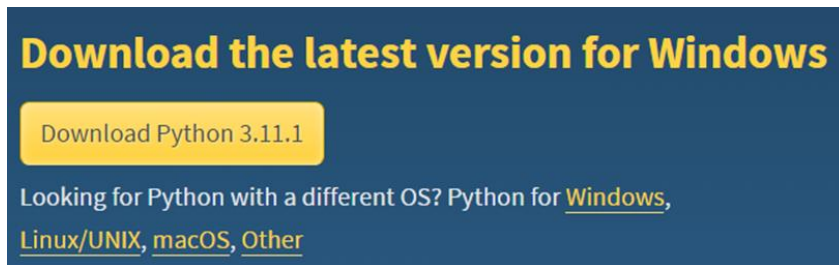 Download the latest version for Windows
Download Python 3.11.1
Looking for Python with a different OS? Python for Windows,
Linux/UNIX, macOS, Other